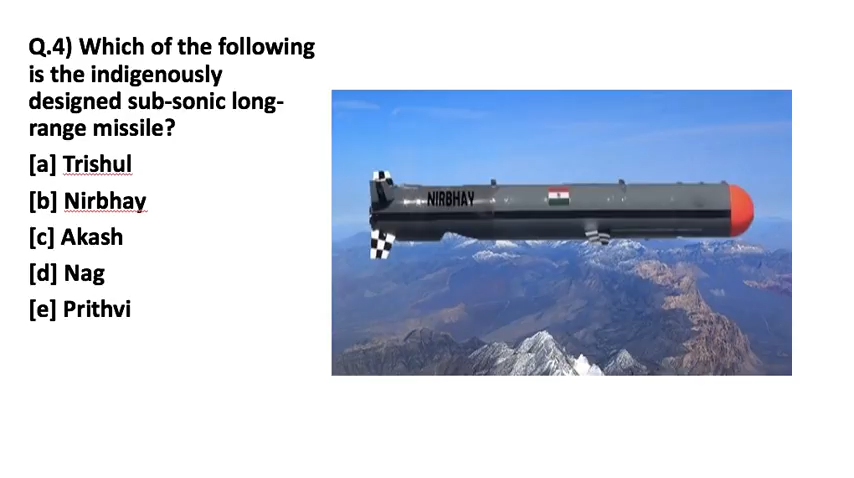 Q.4) Which of the following
is the indigenously
designed sub-sonic long-
range missile?
[a] Trishul
[b] Nirbhay
[c] Akash
[d] Nag
[e] Prithvi
NIRBHAY